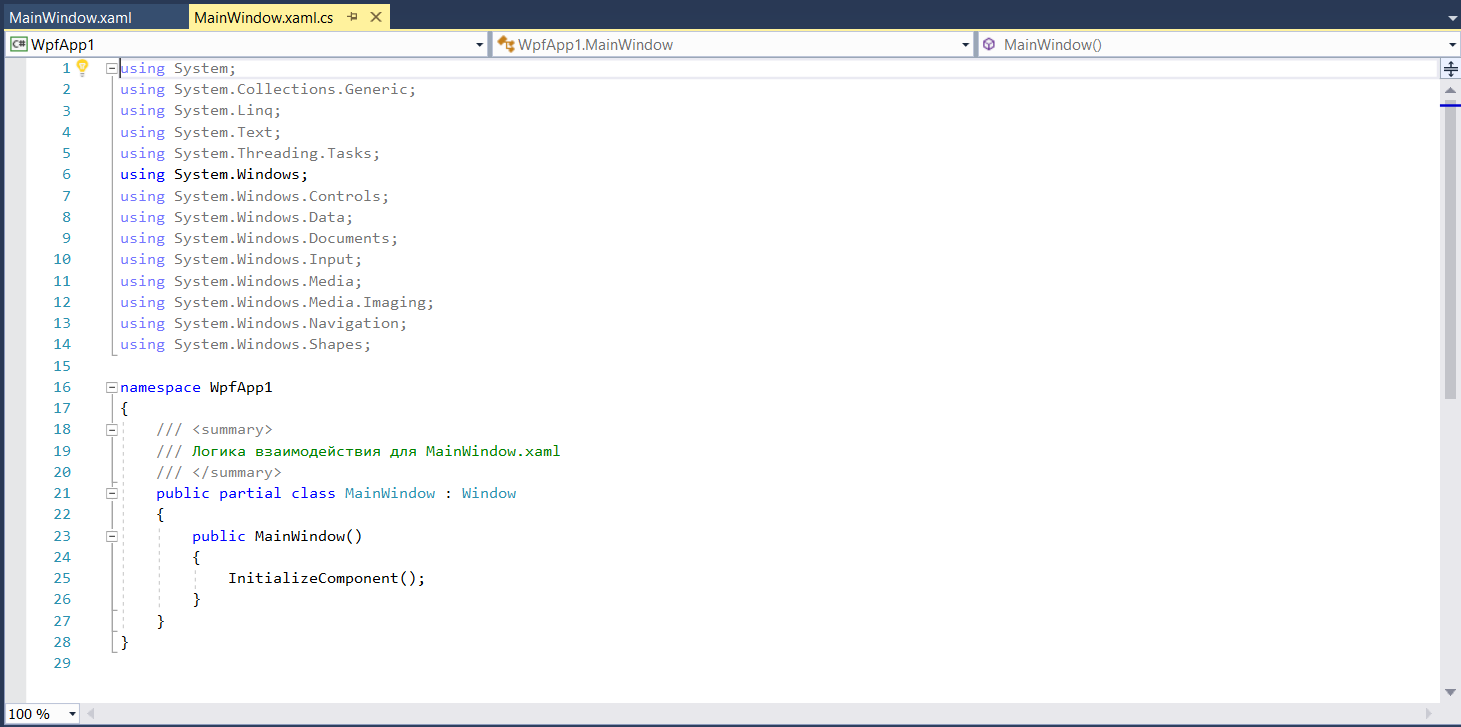 MainWindow.xaml MainWindow.xaml.cs
C# WpfApp1 WpfApp1.MainWindow MainWindow()
1 using System;
2 using System.Collections.Generic;
3 using System.Linq;
4 using System.Text;
5 using System.Threading.Tasks;
6 using System.Windows;
7 using System.Windows.Controls;
8 using System.Windows.Data;
9 using System.Windows.Documents;
10 using System.Windows.Input;
11 using System.Windows.Media;
12 using System.Windows.Media.Imaging;
13 using System.Windows.Navigation;
14 using System.Windows.Shapes;
15
16 namespace WpfApp1
17 {
18     /// <summary>
19     /// Логика взаимодействия для MainWindow.xaml
20     /// </summary>
21     public partial class MainWindow : Window
22     {
23         public MainWindow()
24         {
25             InitializeComponent();
26         }
27     }
28 }
29
100 %